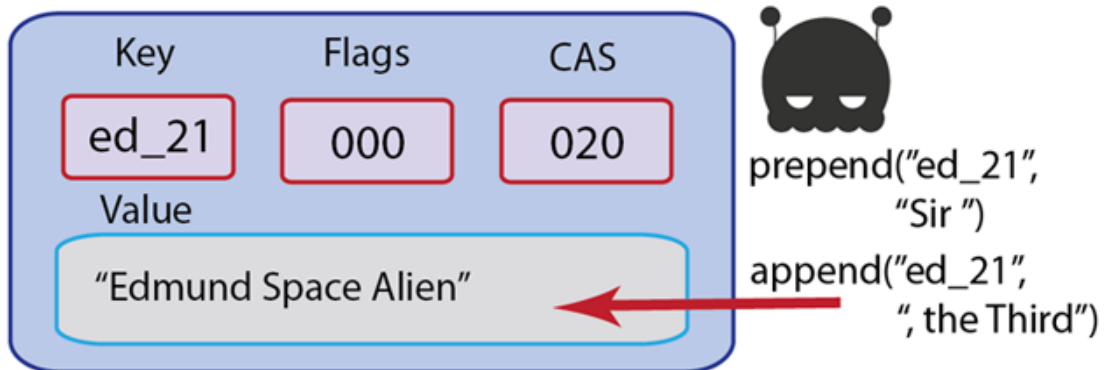 Key Flags CAS
ed_21 000 020
Value
“Edmund Space Alien”
prepend(”ed_21”,
“Sir ”)
append(”ed_21”,
“, the Third”)